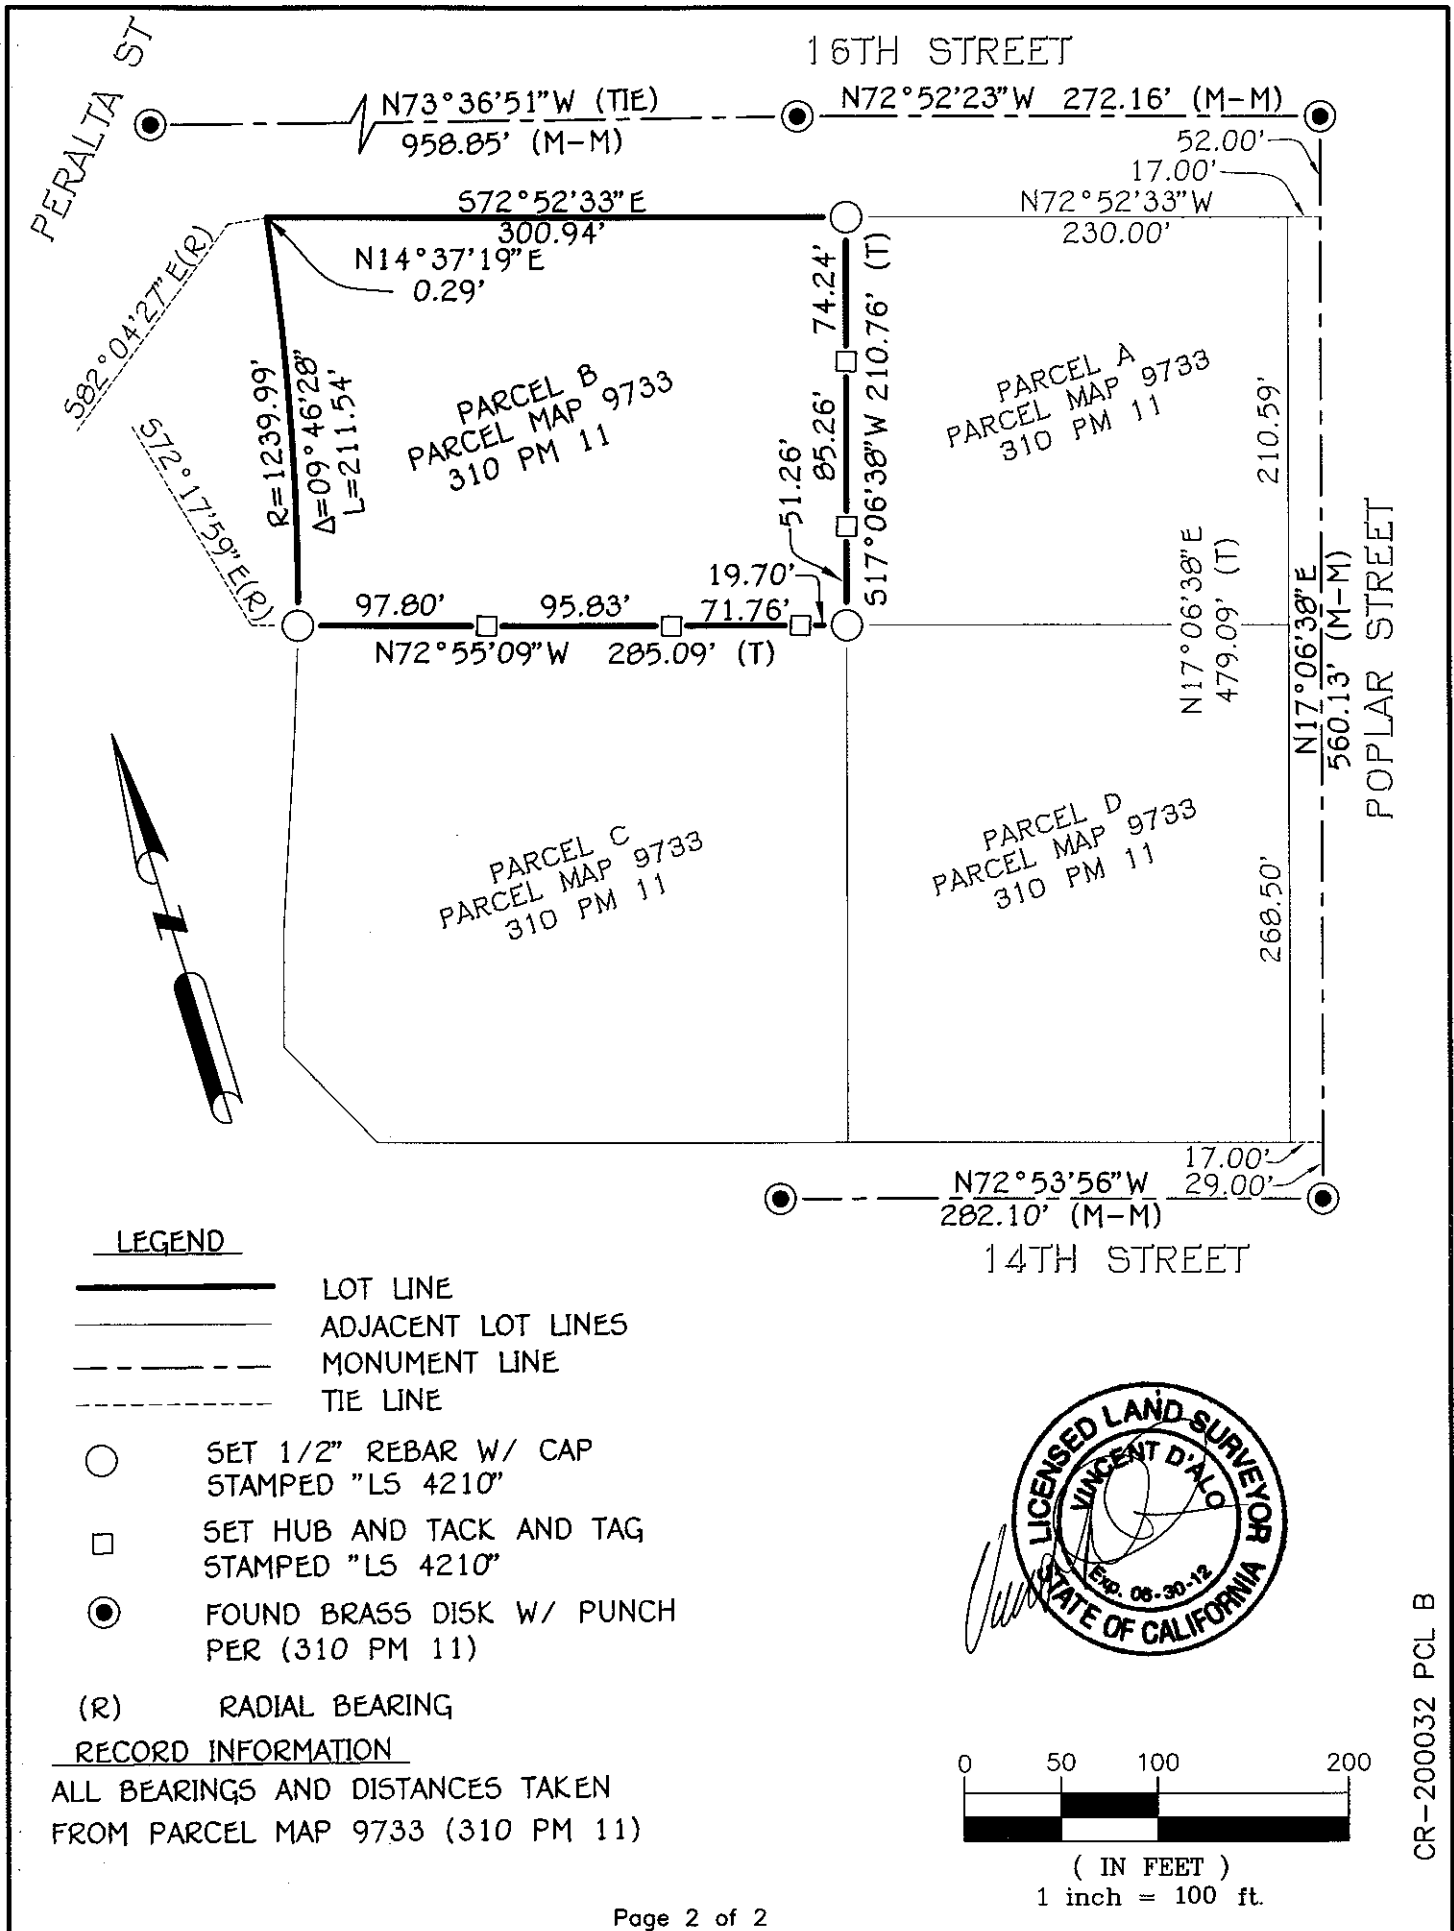 16TH STREET
PERALTA ST
N73°36'51"W (TIE)
958.85' (M-M)
N72°52'23"W 272.16' (M-M)
52.00'
17.00'
S72°52'33"E
300.94'
N72°52'33"W
230.00'
N14°37'19"E
0.29'
S82°04'27"E(R)
S72°17'59"E(R)
R=1239.99'
Δ=09°46'28"
L=211.54'
PARCEL B
PARCEL MAP 9733
310 PM 11
74.24'
85.26'
51.26'
S17°06'38"W 210.76' (T)
PARCEL A
PARCEL MAP 9733
310 PM 11
210.59'
97.80'
95.83'
71.76'
19.70'
N72°55'09"W 285.09' (T)
N17°06'38"E
479.09' (T)
N17°06'38"E
560.13' (M-M)
POPLAR STREET
PARCEL C
PARCEL MAP 9733
310 PM 11
PARCEL D
PARCEL MAP 9733
310 PM 11
268.50'
N
17.00'
29.00'
N72°53'56"W
282.10' (M-M)
14TH STREET
LEGEND
LOT LINE
ADJACENT LOT LINES
MONUMENT LINE
TIE LINE
SET 1/2" REBAR W/ CAP
STAMPED "LS 4210"
SET HUB AND TACK AND TAG
STAMPED "LS 4210"
FOUND BRASS DISK W/ PUNCH
PER (310 PM 11)
(R) RADIAL BEARING
RECORD INFORMATION
ALL BEARINGS AND DISTANCES TAKEN
FROM PARCEL MAP 9733 (310 PM 11)
LICENSED LAND SURVEYOR
VINCENT D'ALO
Exp. 06-30-12
STATE OF CALIFORNIA
0 50 100 200
( IN FEET )
1 inch = 100 ft.
CR-200032 PCL B
Page 2 of 2